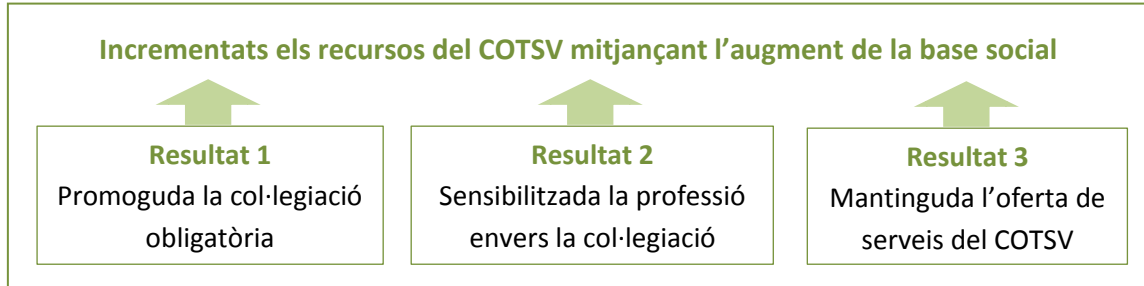 Incrementats els recursos del COTSV mitjançant l'augment de la base social
Resultat 1
Promoguda la col·legiació
obligatòria
Resultat 2
Sensibilitzada la professió
envers la col·legiació
Resultat 3
Mantinguda l'oferta de
serveis del COTSV